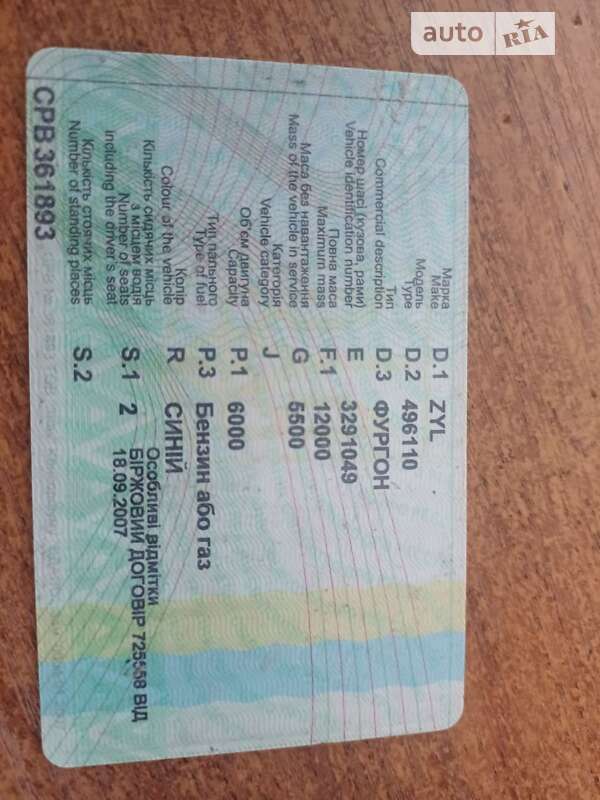 auto RIA
Марка
Make D.1 ZYL
Модель
Type D.2 496110
Тип
Commercial description D.3 ФУРГОН
Номер шасі (кузова, рами)
Vehicle identification number E 3291049
Повна маса
Maximum mass F.1 12000
Маса без навантаження
Mass of the vehicle in service G 5500
Категорія
Vehicle category J
Об'єм двигуна
Capacity P.1 6000
Тип пального
Type of fuel P.3 Бензин або газ
Колір
Colour of the vehicle R СИНІЙ
Кількість сидячих місць
з місцем водія
Number of seats
including the driver's seat S.1 2
Кількість стоячих місць
Number of standing places S.2
Особливі відмітки
БІРЖОВИЙ ДОГОВІР 725558 ВІД
18.09.2007
СРВ 361893